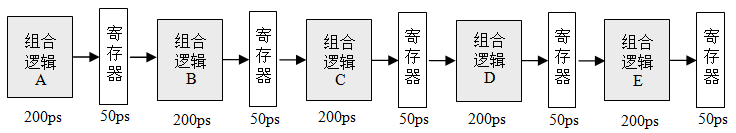 组合
逻辑
A
200ps
寄
存
器
50ps
组合
逻辑
B
200ps
寄
存
器
50ps
组合
逻辑
C
200ps
寄
存
器
50ps
组合
逻辑
D
200ps
寄
存
器
50ps
组合
逻辑
E
200ps
寄
存
器
50ps